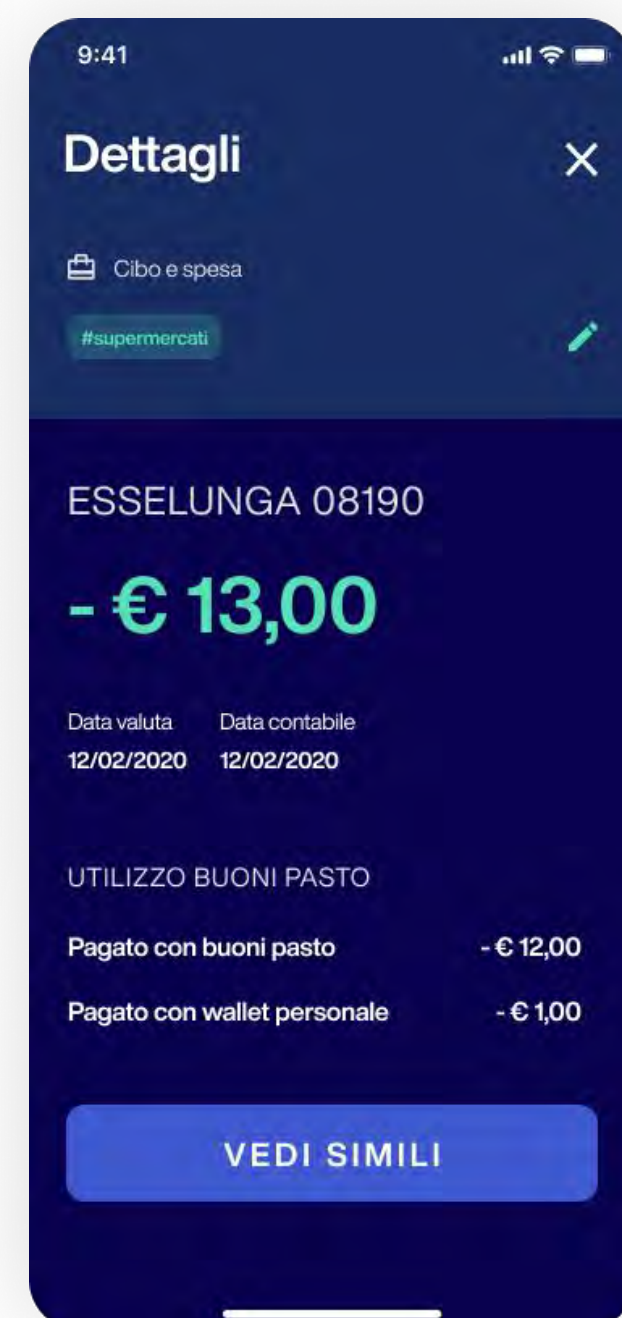 9:41
Dettagli
Cibo e spesa
#supermercati
ESSELUNGA 08190
- € 13,00
Data valuta Data contabile
12/02/2020 12/02/2020
UTILIZZO BUONI PASTO
Pagato con buoni pasto - € 12,00
Pagato con wallet personale - € 1,00
VEDI SIMILI